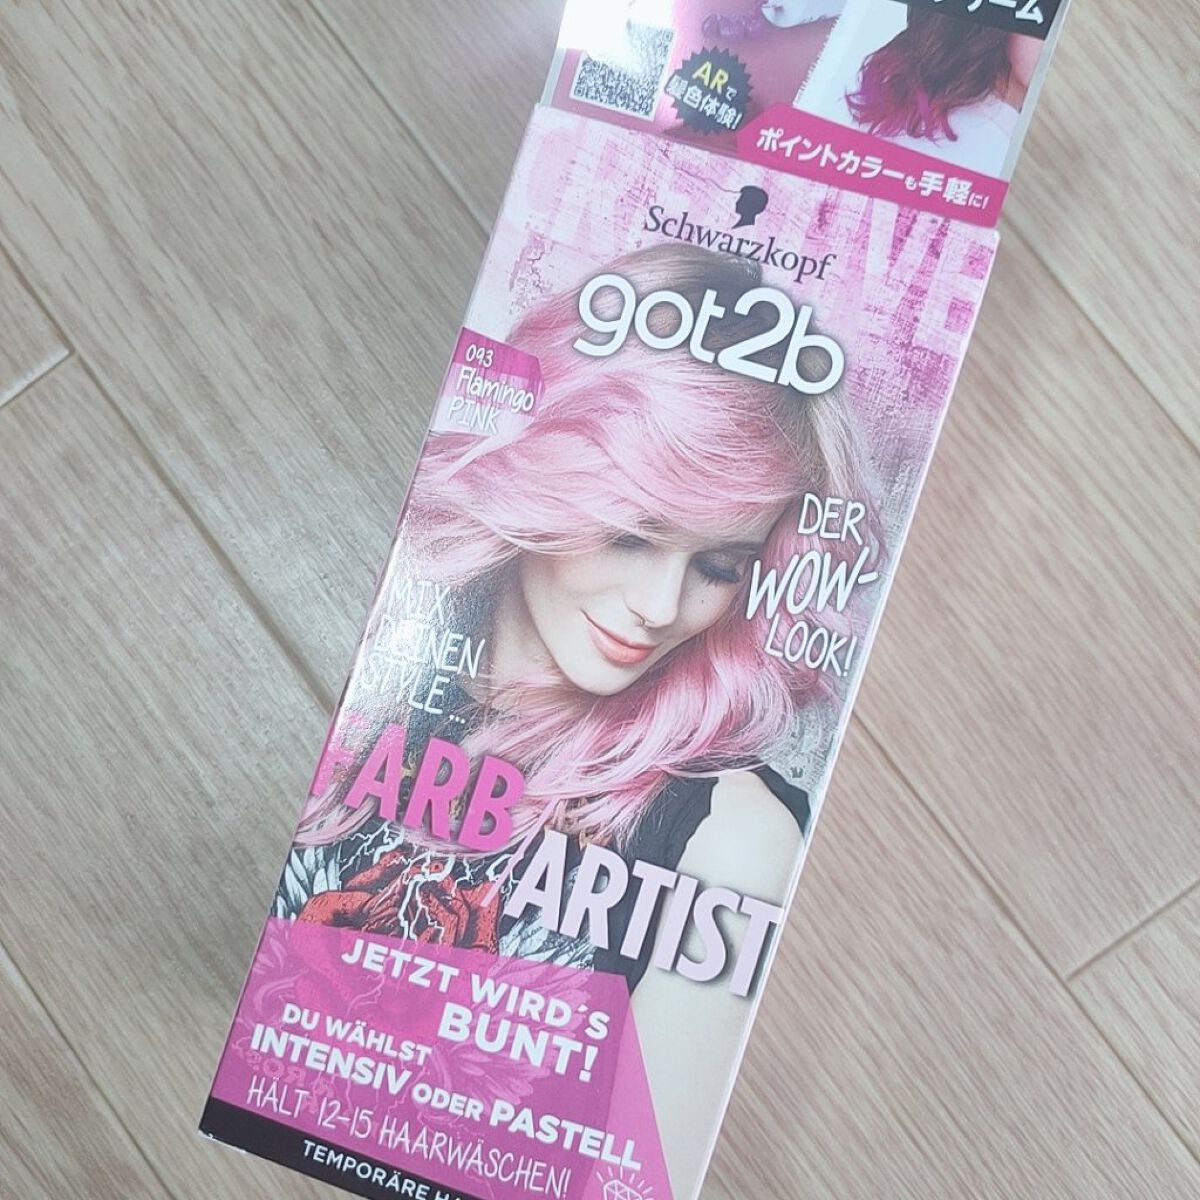 ARで
髪色体験!
ポイントカラーも手軽に!
Schwarzkopf
got2b
093
Flamingo
PINK
DER
WOW-
LOOK!
MIX
DEINEN
STYLE...
FARB
/ARTIST
JETZT WIRD´S
BUNT!
DU WÄHLST
INTENSIV ODER PASTELL
HÄLT 12-15 HAARWÄSCHEN!
TEMPORÄRE